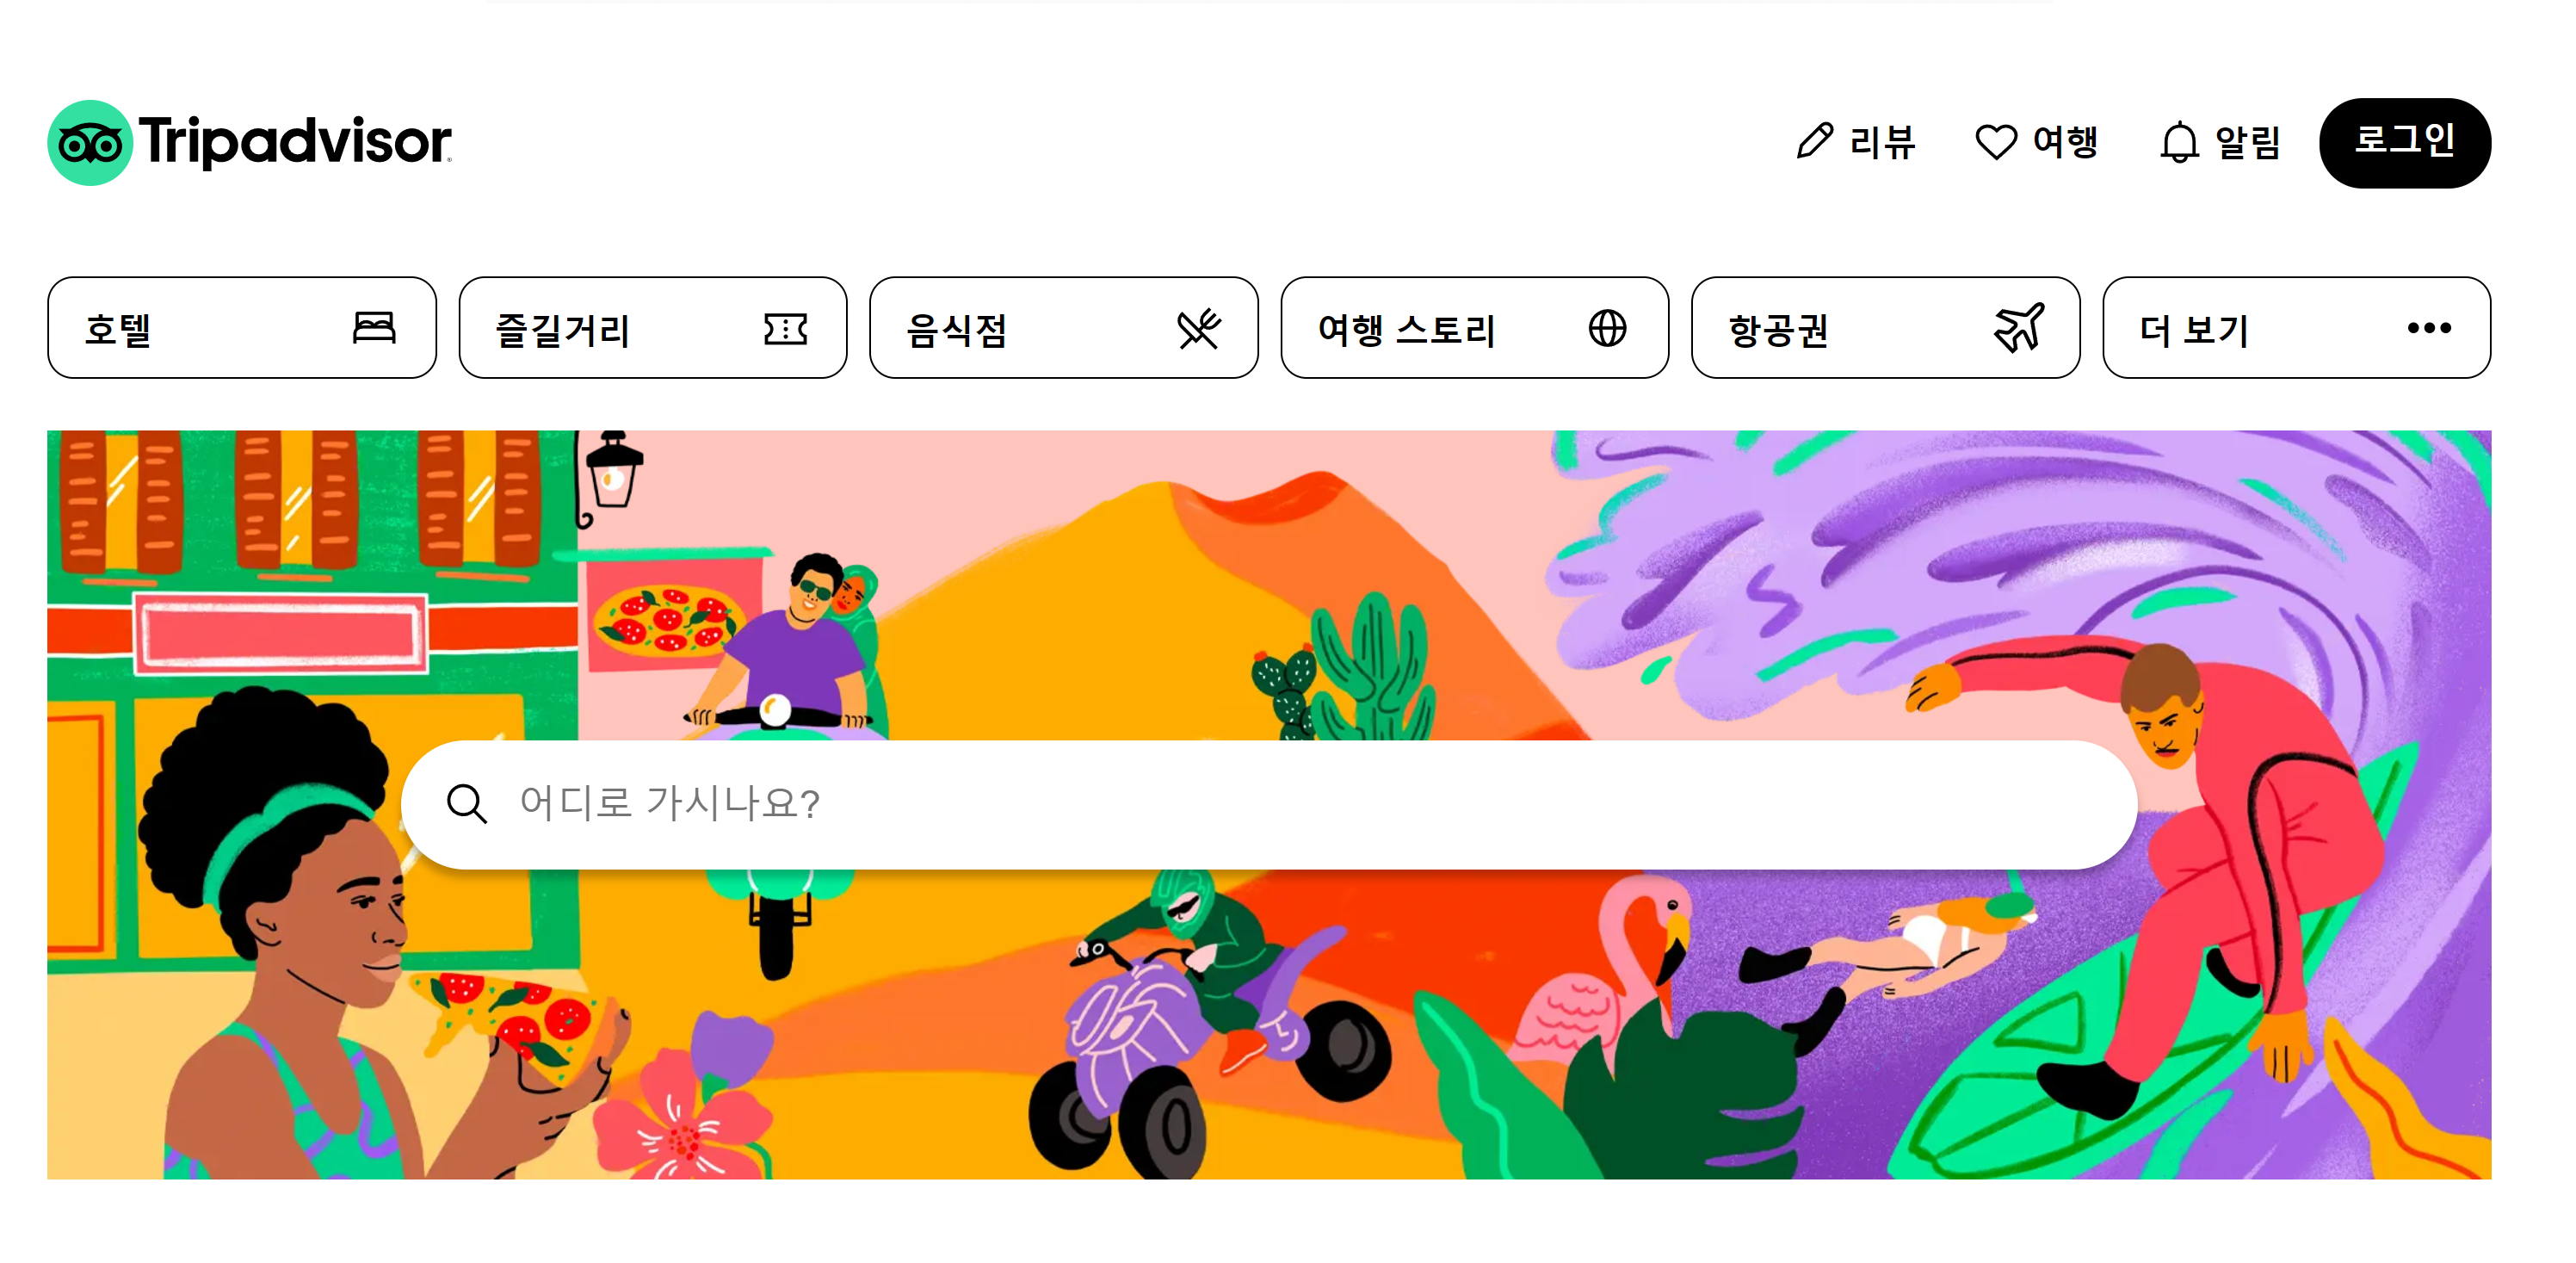 Tripadvisor
리뷰
여행
알림
로그인
호텔
즐길거리
음식점
여행 스토리
항공권
더 보기
어디로 가시나요?